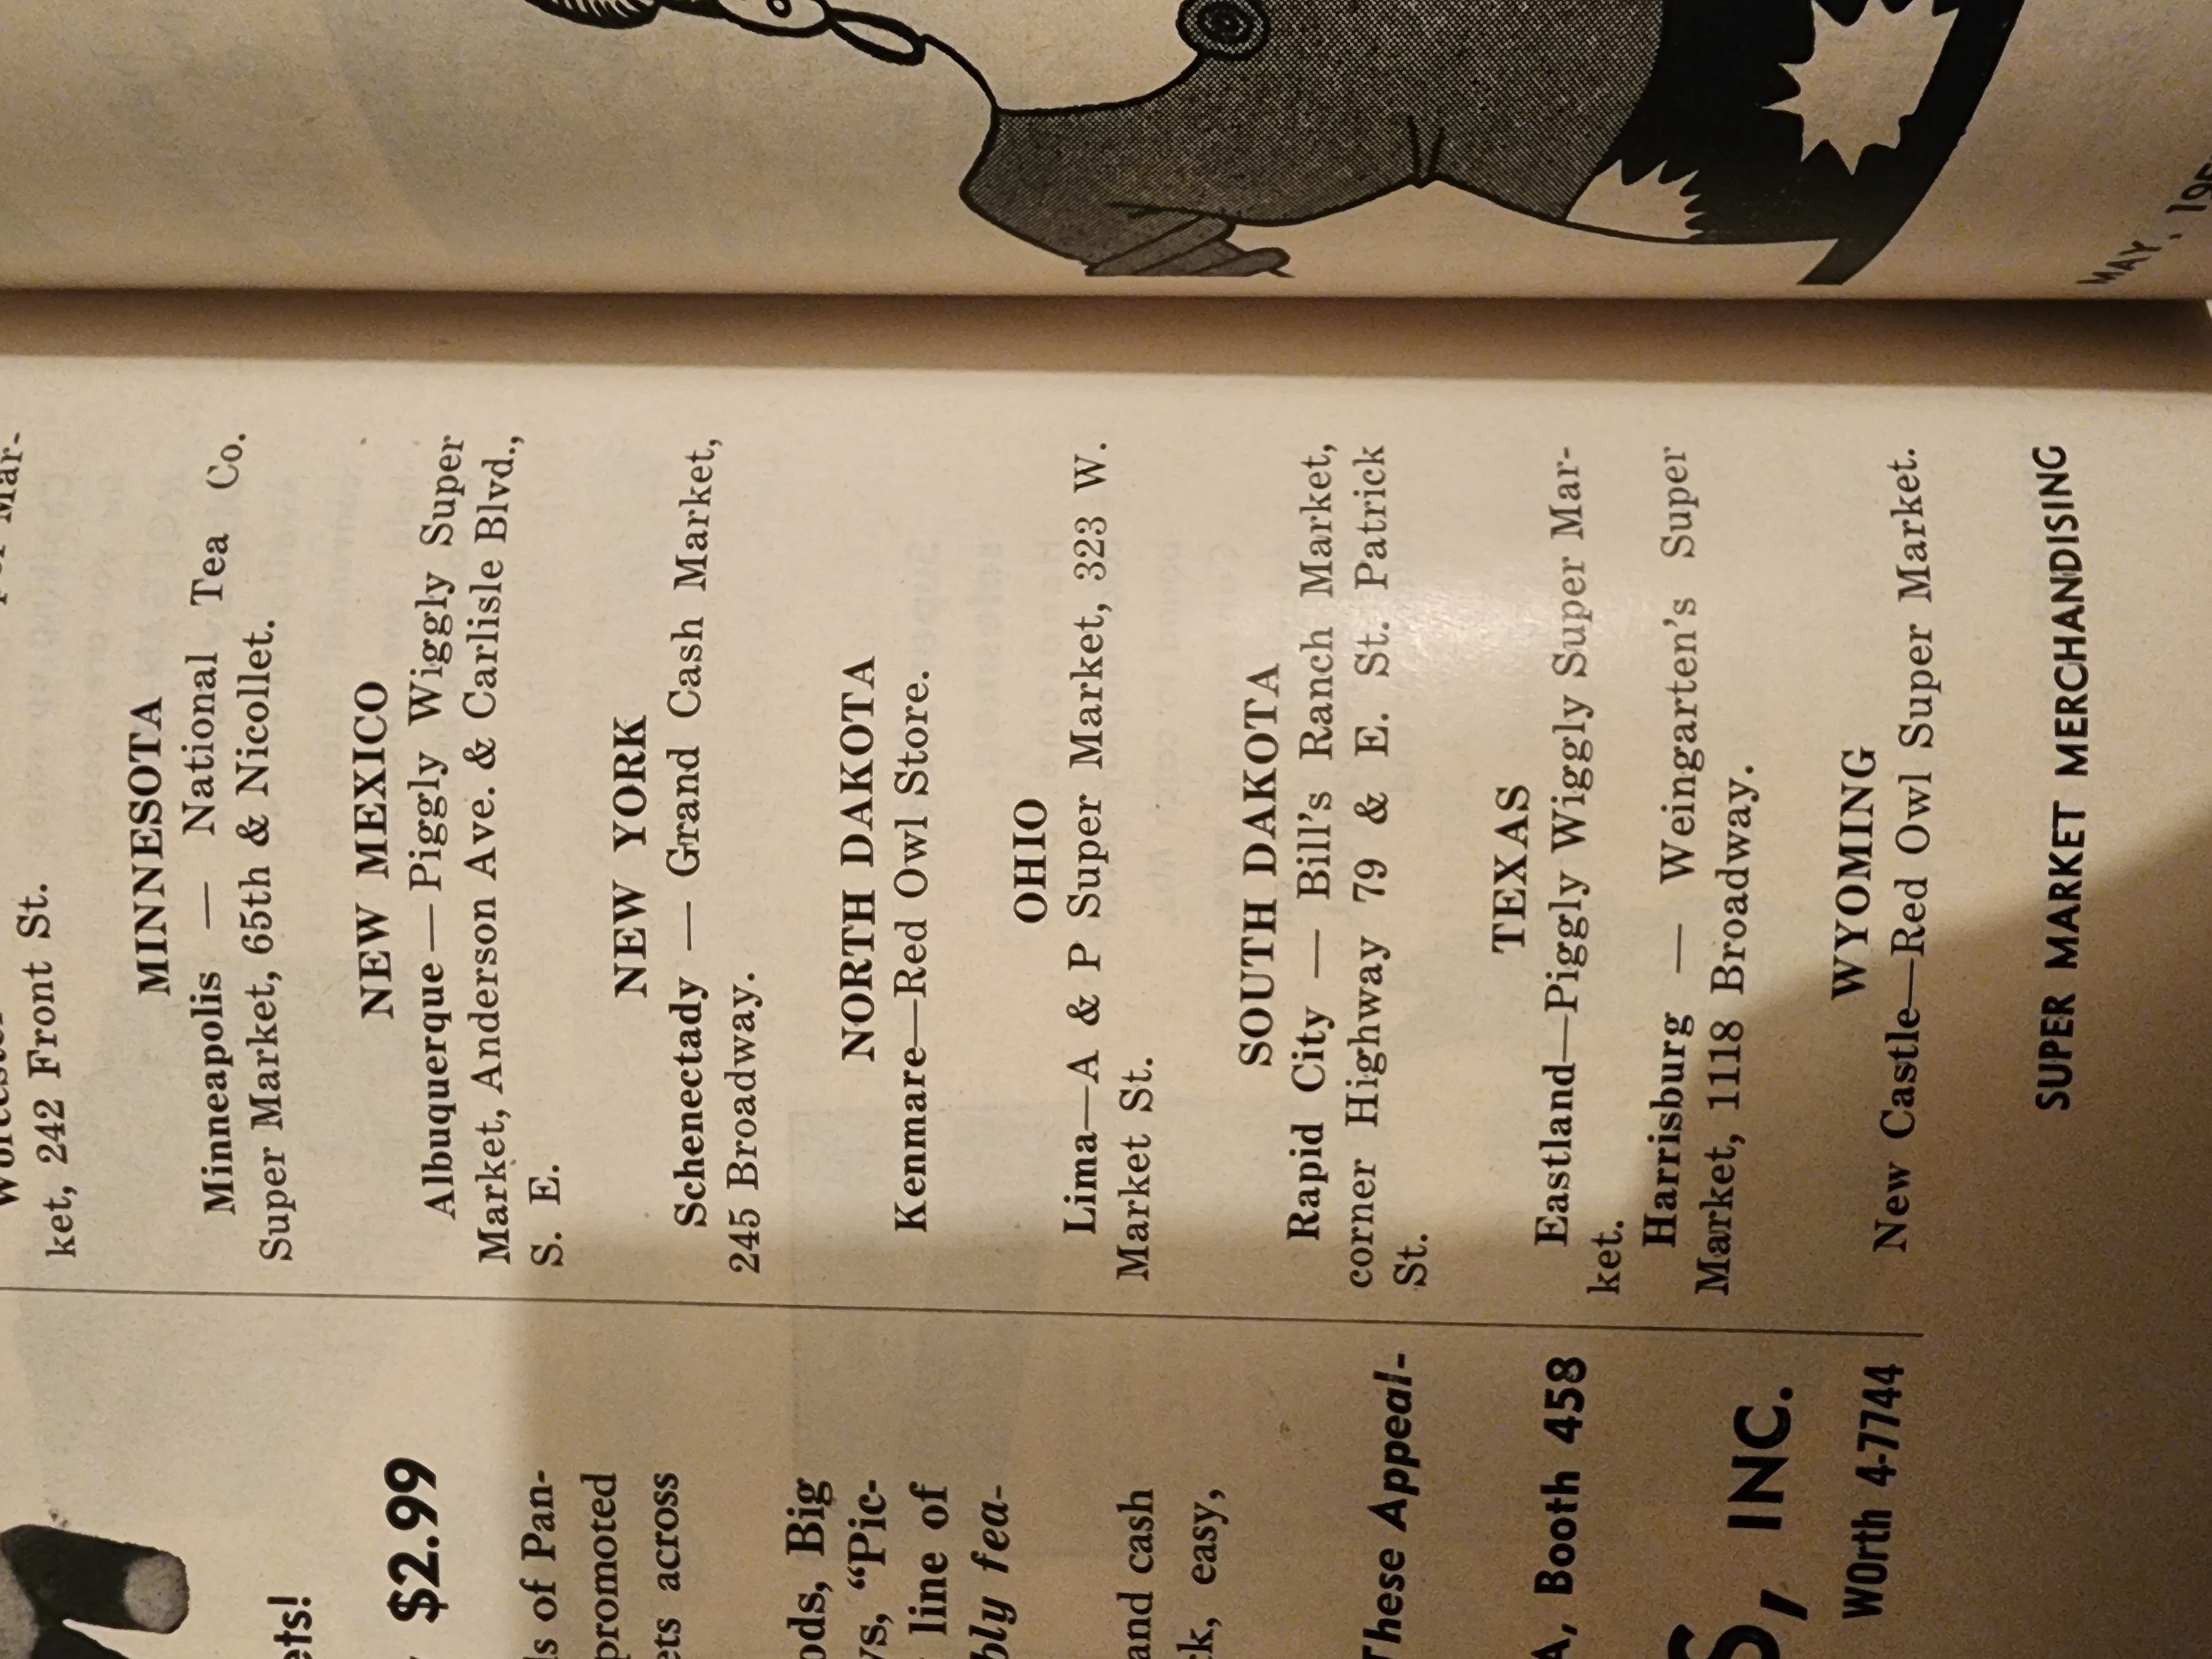 ket, 242 Front St.
MINNESOTA
Minneapolis — National Tea Co.
Super Market, 65th & Nicollet.
NEW MEXICO
Albuquerque—Piggly Wiggly Super
Market, Anderson Ave. & Carlisle Blvd.,
S. E.
NEW YORK
Schenectady — Grand Cash Market,
245 Broadway.
NORTH DAKOTA
Kenmare—Red Owl Store.
OHIO
Lima—A & P Super Market, 323 W.
Market St.
SOUTH DAKOTA
Rapid City — Bill's Ranch Market,
corner Highway 79 & E. St. Patrick
St.
TEXAS
Eastland—Piggly Wiggly Super Mar-
ket.
Harrisburg — Weingarten's Super
Market, 1118 Broadway.
WYOMING
New Castle—Red Owl Super Market.
SUPER MARKET MERCHANDISING
$2.99
of Pan-
promoted
across
Big
"Pic-
line of
fea-
and cash
easy,
These Appeal-
Booth 458
INC.
WOrth 4-7744
MAY,